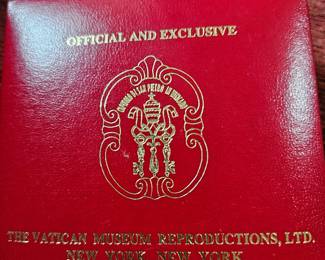 OFFICIAL AND EXCLUSIVE
THE VATICAN MUSEUM REPRODUCTIONS, LTD.
NEW YORK, NEW YORK